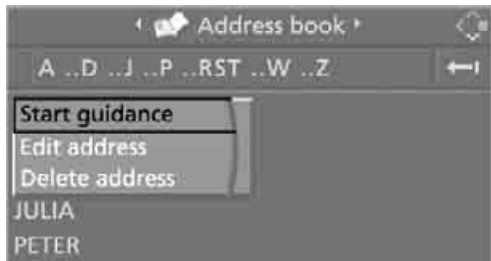 Address book
A ..D ..J ..P ..RST ..W ..Z
Start guidance
Edit address
Delete address
JULIA
PETER